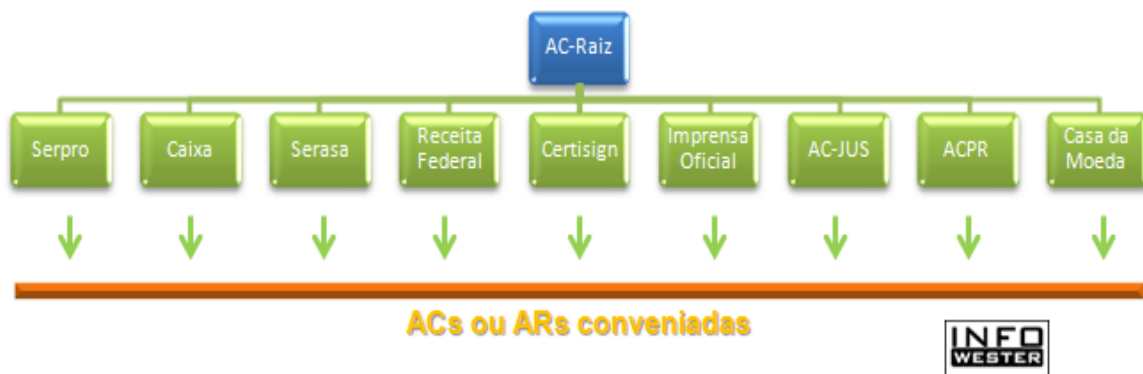 AC-Raiz
Serpro
Caixa
Serasa
Receita
Federal
Certisign
Imprensa
Oficial
AC-JUS
ACPR
Casa da
Moeda
ACs ou ARs conveniadas
INFO
WESTER